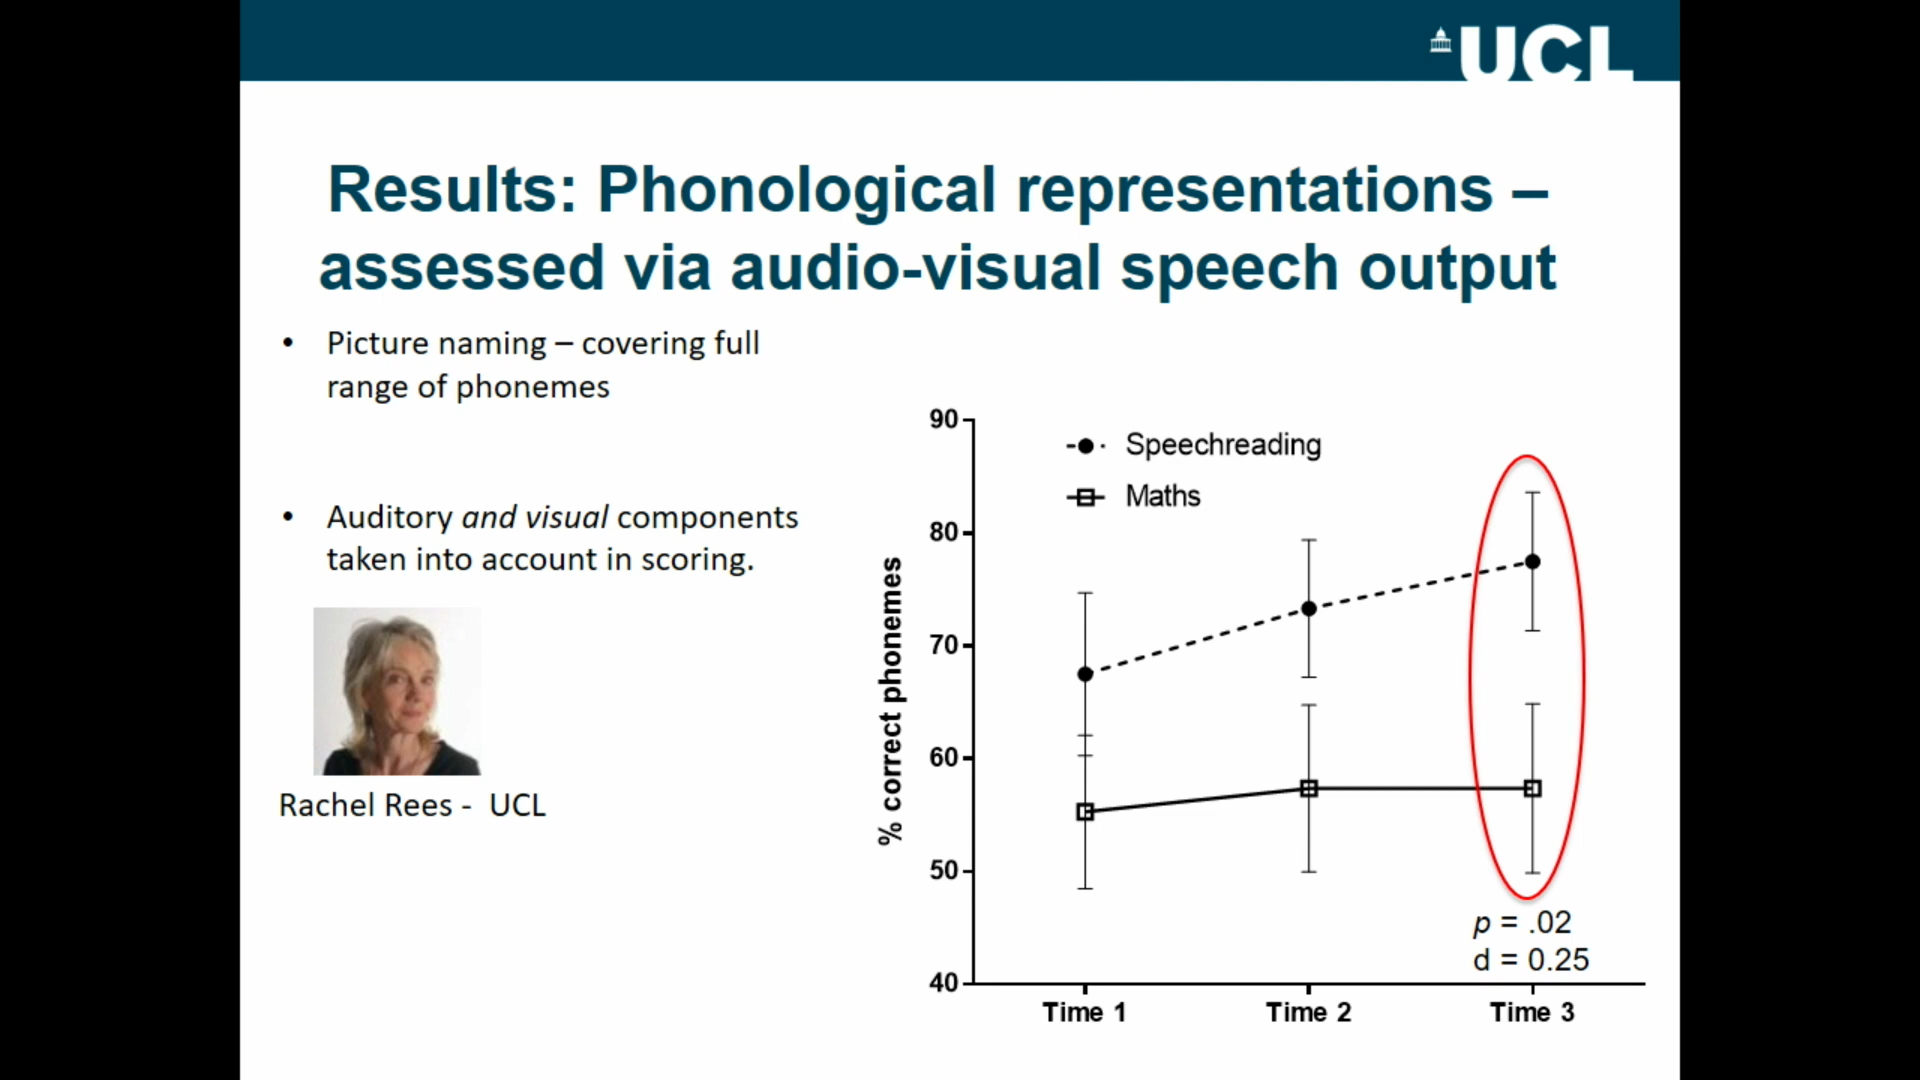 UCL
Results: Phonological representations –
assessed via audio-visual speech output
• Picture naming – covering full
range of phonemes
• Auditory and visual components
taken into account in scoring.
Rachel Rees - UCL
% correct phonemes
90
80
70
60
50
40
Speechreading
Maths
p = .02
d = 0.25
Time 1
Time 2
Time 3